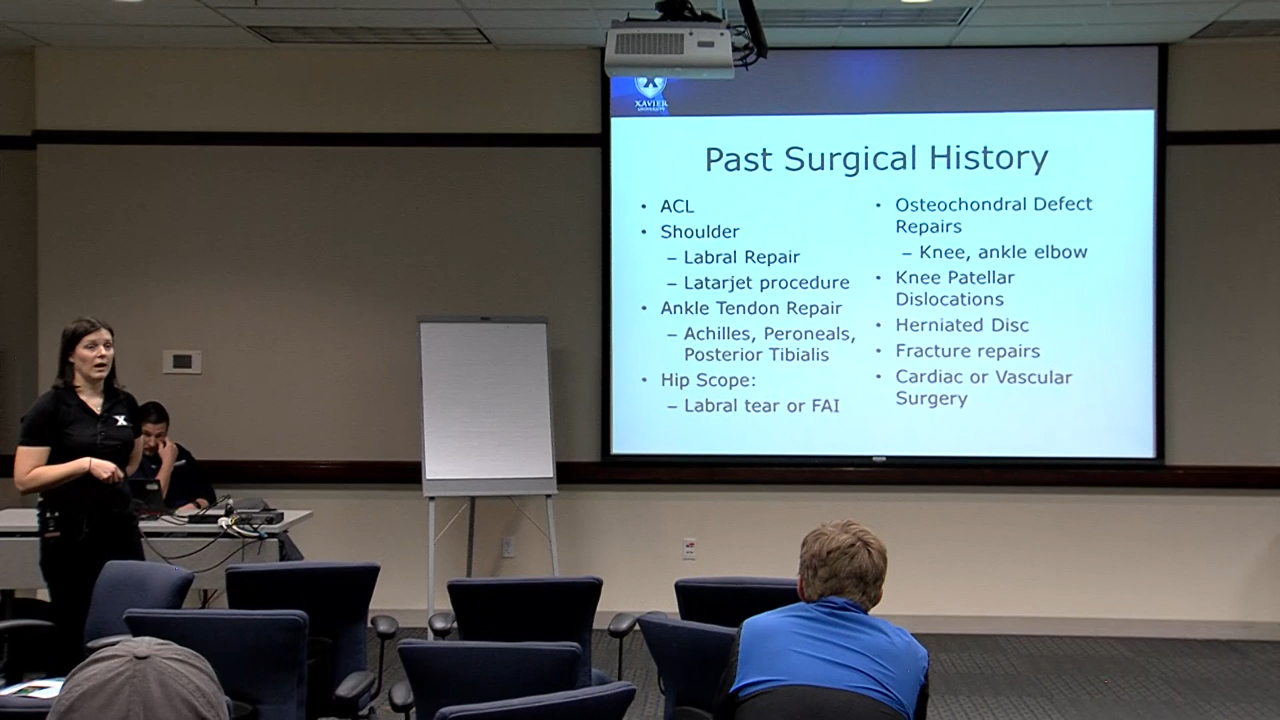 X
XAVIER
UNIVERSITY
Past Surgical History
• ACL
• Shoulder
– Labral Repair
– Latarjet procedure
• Ankle Tendon Repair
– Achilles, Peroneals,
Posterior Tibialis
• Hip Scope:
– Labral tear or FAI
• Osteochondral Defect
Repairs
– Knee, ankle elbow
• Knee Patellar
Dislocations
• Herniated Disc
• Fracture repairs
• Cardiac or Vascular
Surgery
X